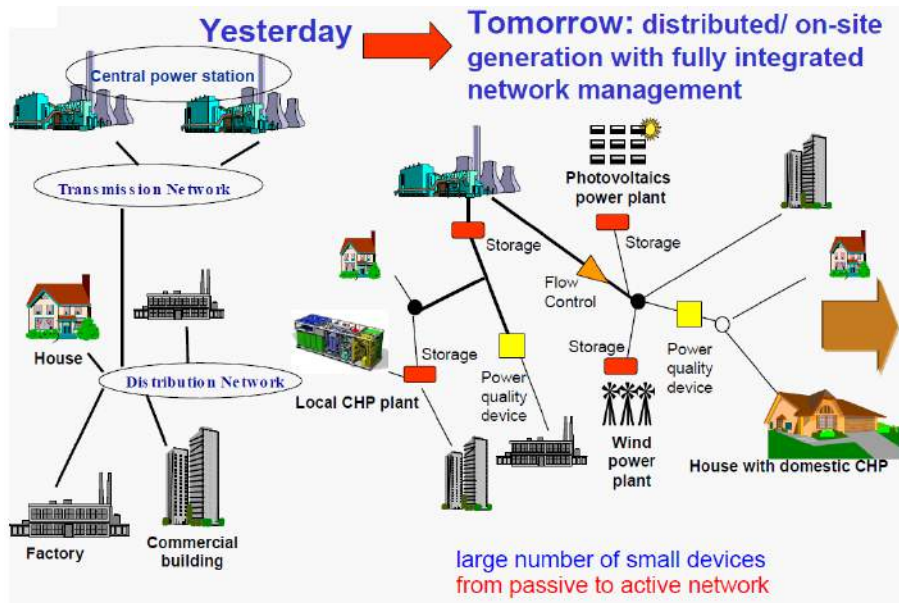 Yesterday
Tomorrow: distributed/ on-site
generation with fully integrated
network management
Central power station
Transmission Network
House
Distribution Network
Factory
Commercial
building
Photovoltaics
power plant
Storage
Storage
Flow
Control
Storage
Storage
Local CHP plant
Power
quality
device
Power
quality
device
Wind
power
plant
House with domestic CHP
large number of small devices
from passive to active network